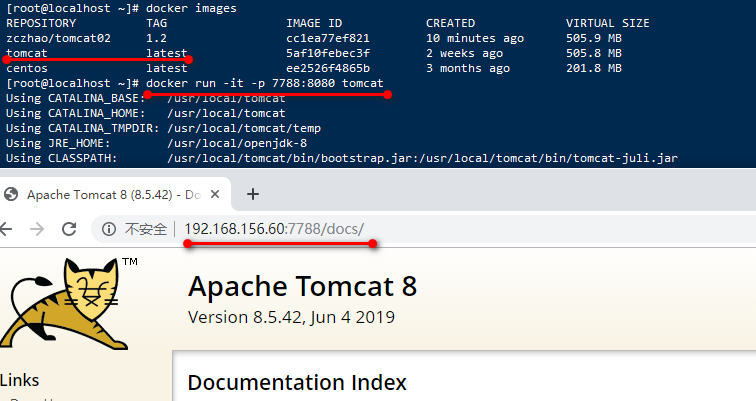 [root@localhost ~]# docker images
REPOSITORY TAG IMAGE ID CREATED VIRTUAL SIZE
zczhao/tomcat02 1.2 cc1ea77ef821 10 minutes ago 505.9 MB
tomcat latest 5af10febec3f 2 weeks ago 505.8 MB
centos latest ee2526f4865b 3 months ago 201.8 MB
[root@localhost ~]# docker run -it -p 7788:8080 tomcat
Using CATALINA_BASE: /usr/local/tomcat
Using CATALINA_HOME: /usr/local/tomcat
Using CATALINA_TMPDIR: /usr/local/tomcat/temp
Using JRE_HOME: /usr/local/openjdk-8
Using CLASSPATH: /usr/local/tomcat/bin/bootstrap.jar:/usr/local/tomcat/bin/tomcat-juli.jar
Apache Tomcat 8 (8.5.42) - Do
不安全 192.168.156.60:7788/docs/
TM
Apache Tomcat 8
Version 8.5.42, Jun 4 2019
Links
Documentation Index